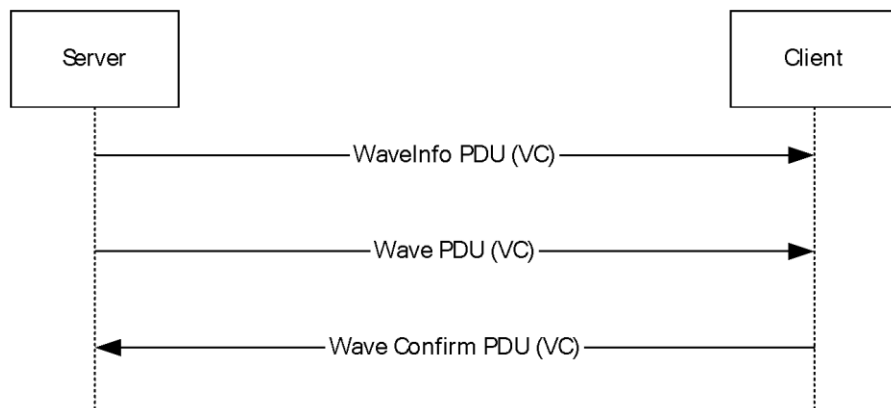 Server
Client
WaveInfo PDU (VC)
Wave PDU (VC)
Wave Confirm PDU (VC)